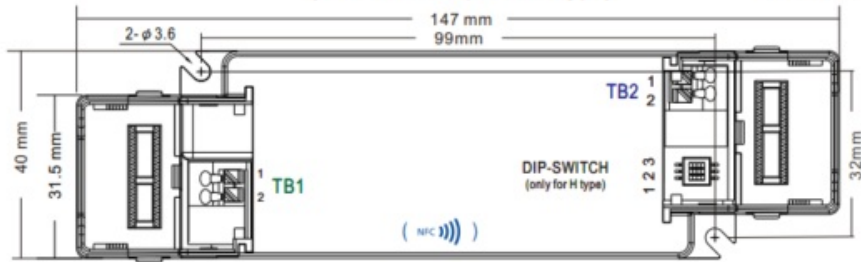 147 mm
2- ϕ 3.6
99mm
40 mm
31.5 mm
TB1
1
2
TB2
1
2
DIP-SWITCH
(only for H type)
1 2 3
32mm
( NFC )